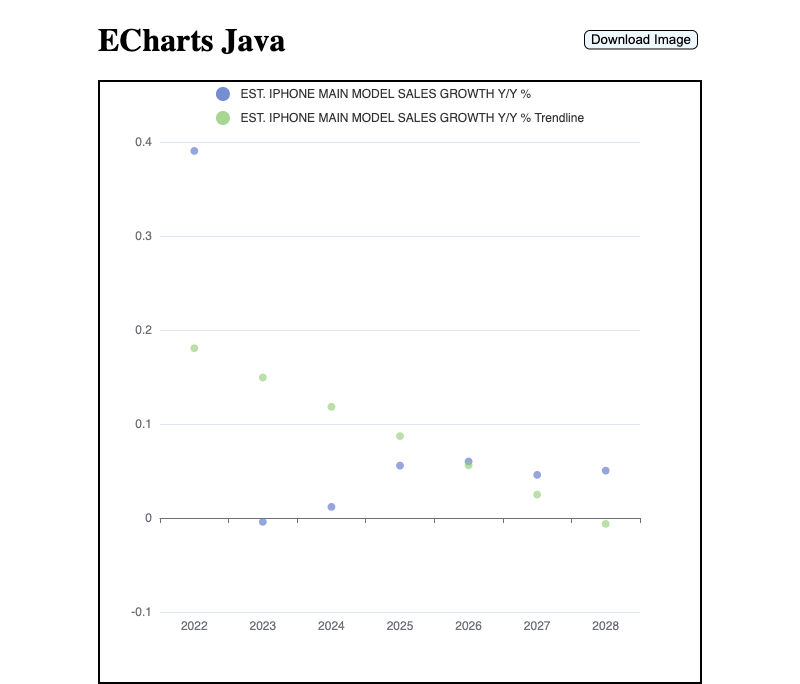 ECharts Java
Download Image
EST. IPHONE MAIN MODEL SALES GROWTH Y/Y %
EST. IPHONE MAIN MODEL SALES GROWTH Y/Y % Trendline
0.4
0.3
0.2
0.1
0
-0.1
2022 2023 2024 2025 2026 2027 2028